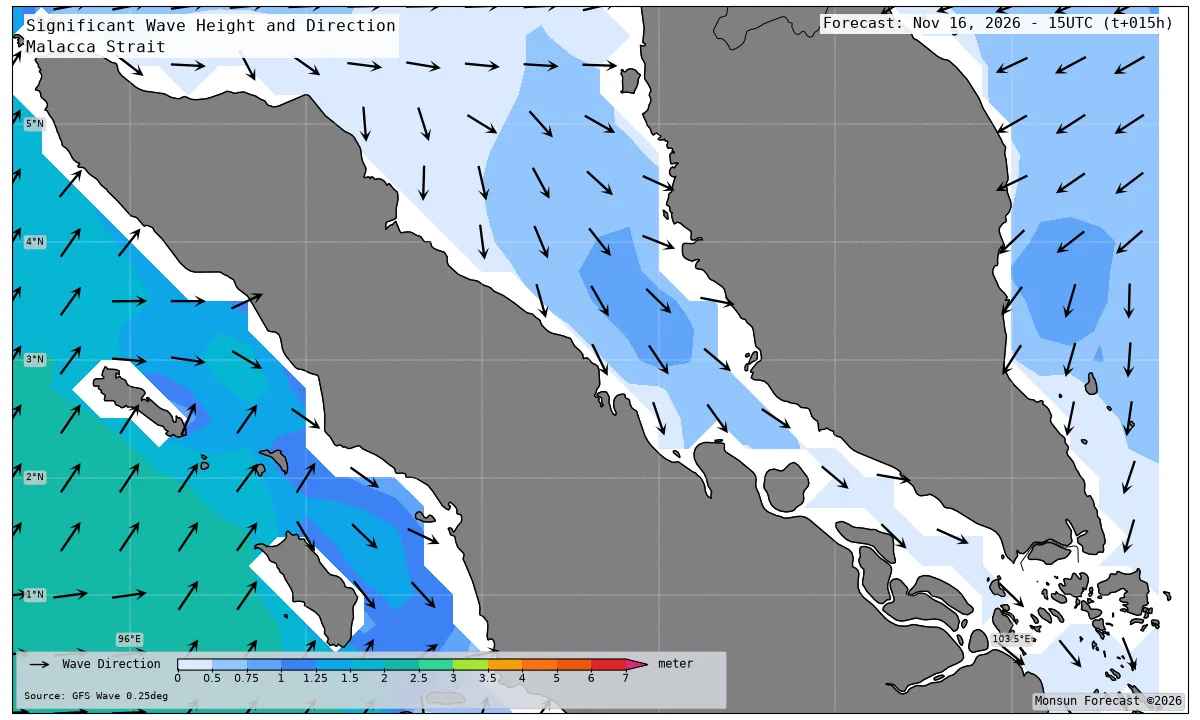 Significant Wave Height and Direction
Malacca Strait
Forecast: Nov 16, 2026 - 15UTC (t+015h)
5°N
4°N
3°N
2°N
1°N
96°E
103.5°E
Wave Direction
meter
0 0.5 0.75 1 1.25 1.5 2 2.5 3 3.5 4 5 6 7
Source: GFS Wave 0.25deg
Monsun Forecast ©2026